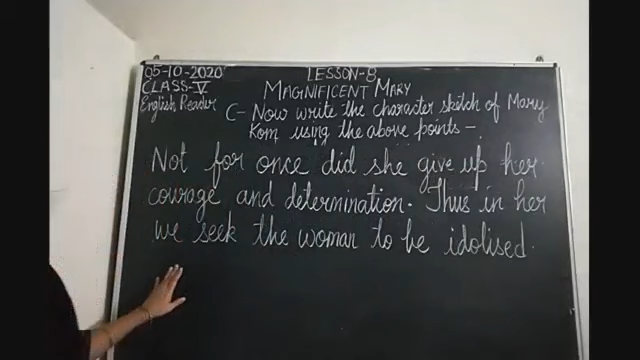 05-10-2020
CLASS-V
English Reader
LESSON-8
MAGNIFICENT MARY
C- Now write the character sketch of Mary
Kom using the above points -
Not for once did she give up her
courage and determination. Thus in her
we seek the woman to be idolised.